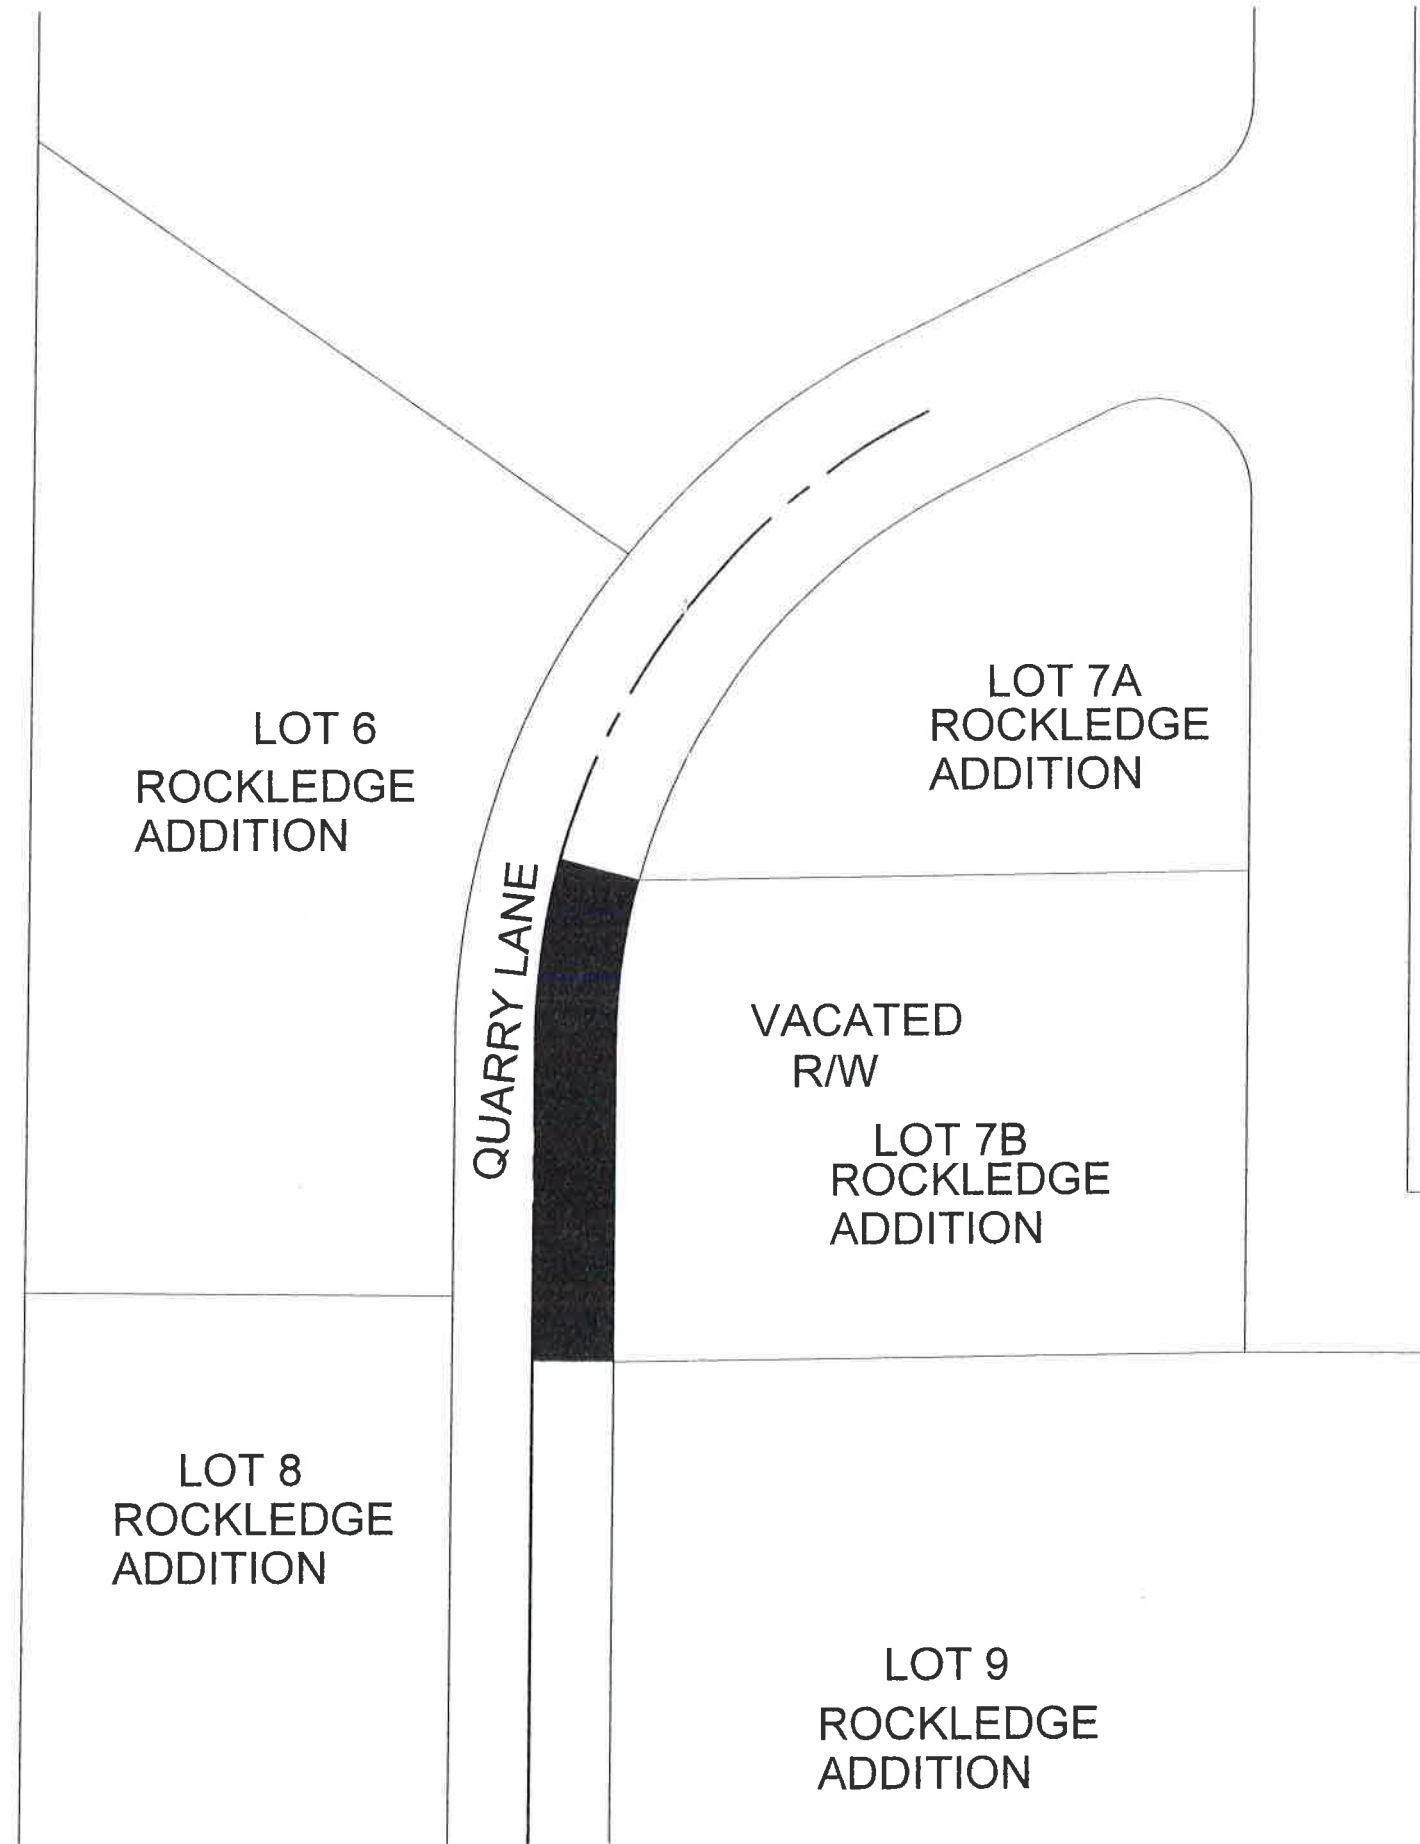 LOT 7A
ROCKLEDGE
ADDITION
LOT 6
ROCKLEDGE
ADDITION
QUARRY LANE
VACATED
R/W
LOT 7B
ROCKLEDGE
ADDITION
LOT 8
ROCKLEDGE
ADDITION
LOT 9
ROCKLEDGE
ADDITION